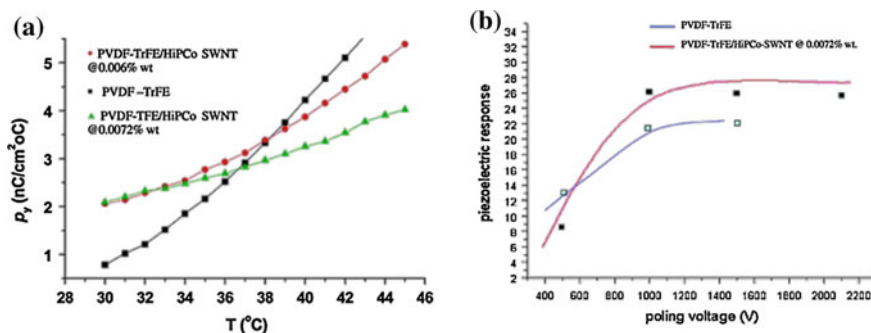 (a)
PVDF-TrFE/HiPCo SWNT
@0.006% wt
PVDF –TrFE
PVDF -TFE/HiPCo SWNT
@0.0072% wt
5
4
3
2
1
py (nC/cm²oC)
28 30 32 34 36 38 40 42 44 46
T (°C)
(b)
PVDF-TrFE
PVDF-TrFE/HiPCo-SWNT @ 0.0072% wt.
34
32
30
28
26
24
22
20
18
16
14
12
10
8
6
4
2
piezoelectric response
400 600 800 1000 1200 1400 1600 1800 2000 2200
poling voltage (V)